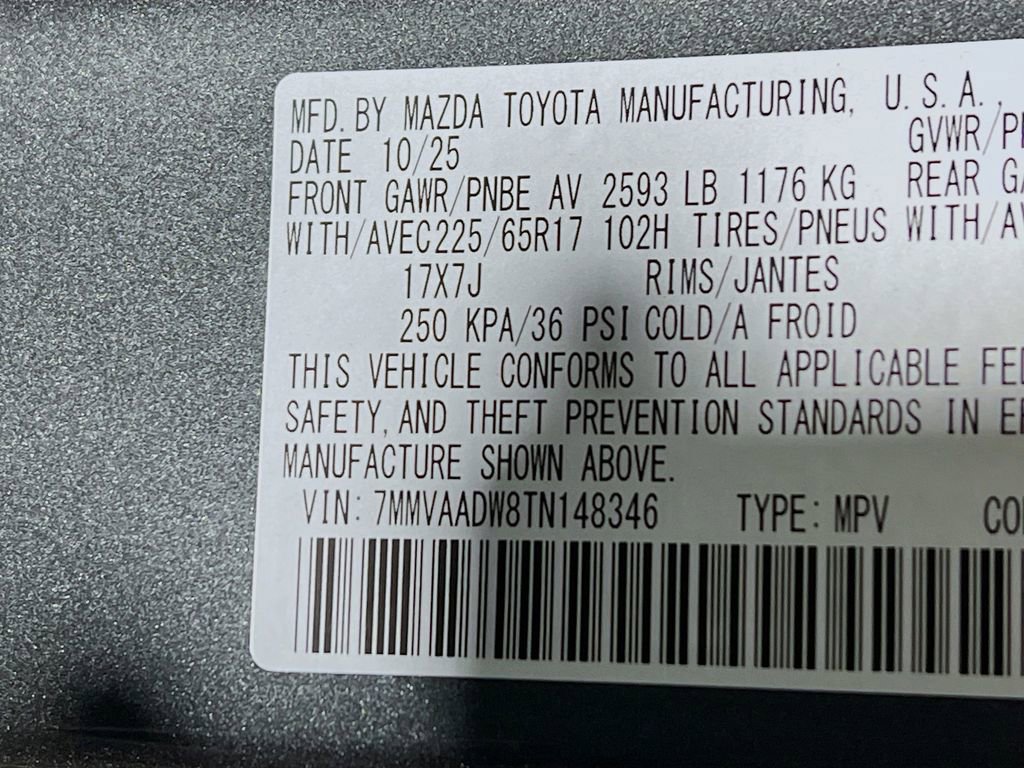 MFD. BY MAZDA TOYOTA MANUFACTURING, U.S.A.,
DATE 10/25 GVWR/
FRONT GAWR/PNBE AV 2593 LB 1176 KG REAR
WITH/AVEC225/65R17 102H TIRES/PNEUS WITH/
17X7J RIMS/JANTES
250 KPA/36 PSI COLD/A FROID
THIS VEHICLE CONFORMS TO ALL APPLICABLE
SAFETY, AND THEFT PREVENTION STANDARDS IN
MANUFACTURE SHOWN ABOVE.
VIN: 7MMVAADW8TN148346 TYPE: MPV